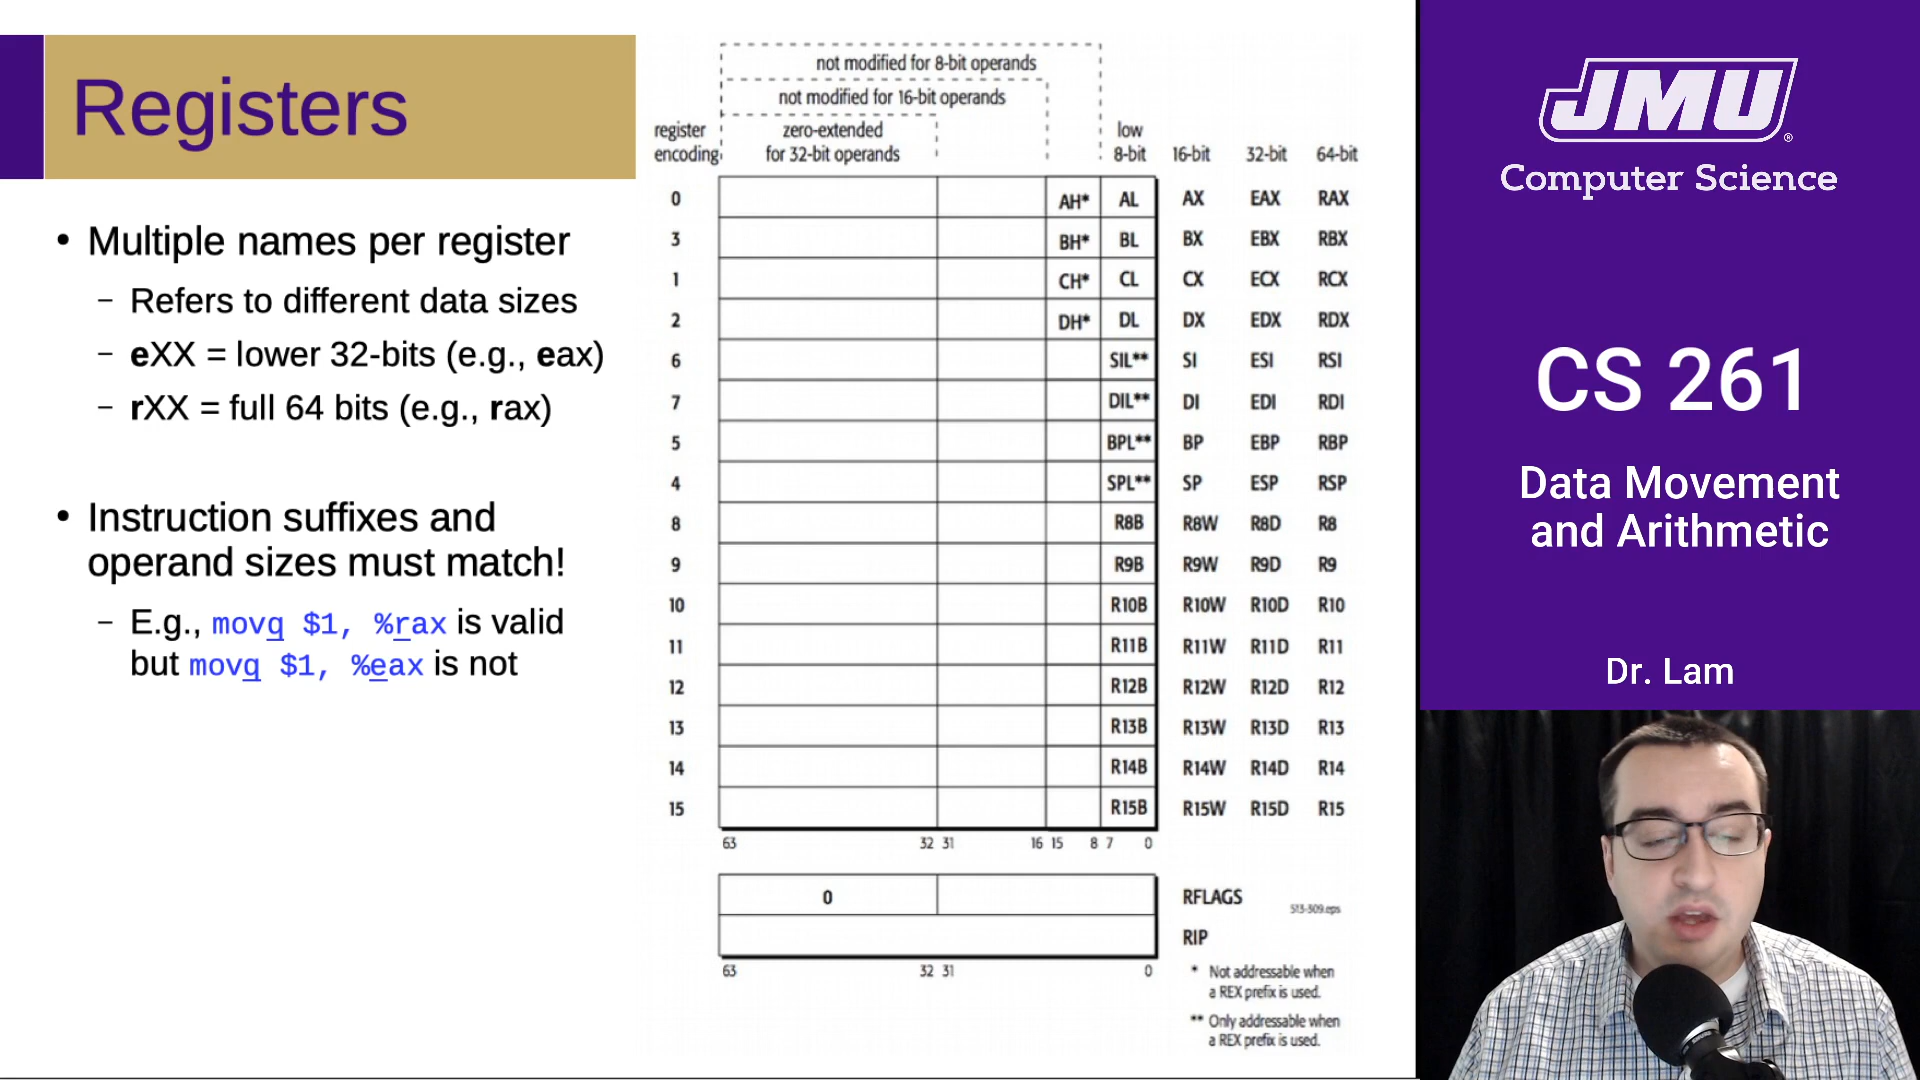 Registers
• Multiple names per register
– Refers to different data sizes
– eXX = lower 32-bits (e.g., eax)
– rXX = full 64 bits (e.g., rax)
• Instruction suffixes and
operand sizes must match!
– E.g., movq $1, %rax is valid
but movq $1, %eax is not
not modified for 8-bit operands
not modified for 16-bit operands
register zero-extended low
encoding for 32-bit operands 8-bit 16-bit 32-bit 64-bit
0 AH* AL AX EAX RAX
3 BH* BL BX EBX RBX
1 CH* CL CX ECX RCX
2 DH* DL DX EDX RDX
6 SIL** SI ESI RSI
7 DIL** DI EDI RDI
5 BPL** BP EBP RBP
4 SPL** SP ESP RSP
8 R8B R8W R8D R8
9 R9B R9W R9D R9
10 R10B R10W R10D R10
11 R11B R11W R11D R11
12 R12B R12W R12D R12
13 R13B R13W R13D R13
14 R14B R14W R14D R14
15 R15B R15W R15D R15
63 32 31 16 15 8 7 0
0 RFLAGS 513-309.eps
RIP
63 32 31 0
* Not addressable when
a REX prefix is used.
** Only addressable when
a REX prefix is used.
JMU®
Computer Science
CS 261
Data Movement
and Arithmetic
Dr. Lam